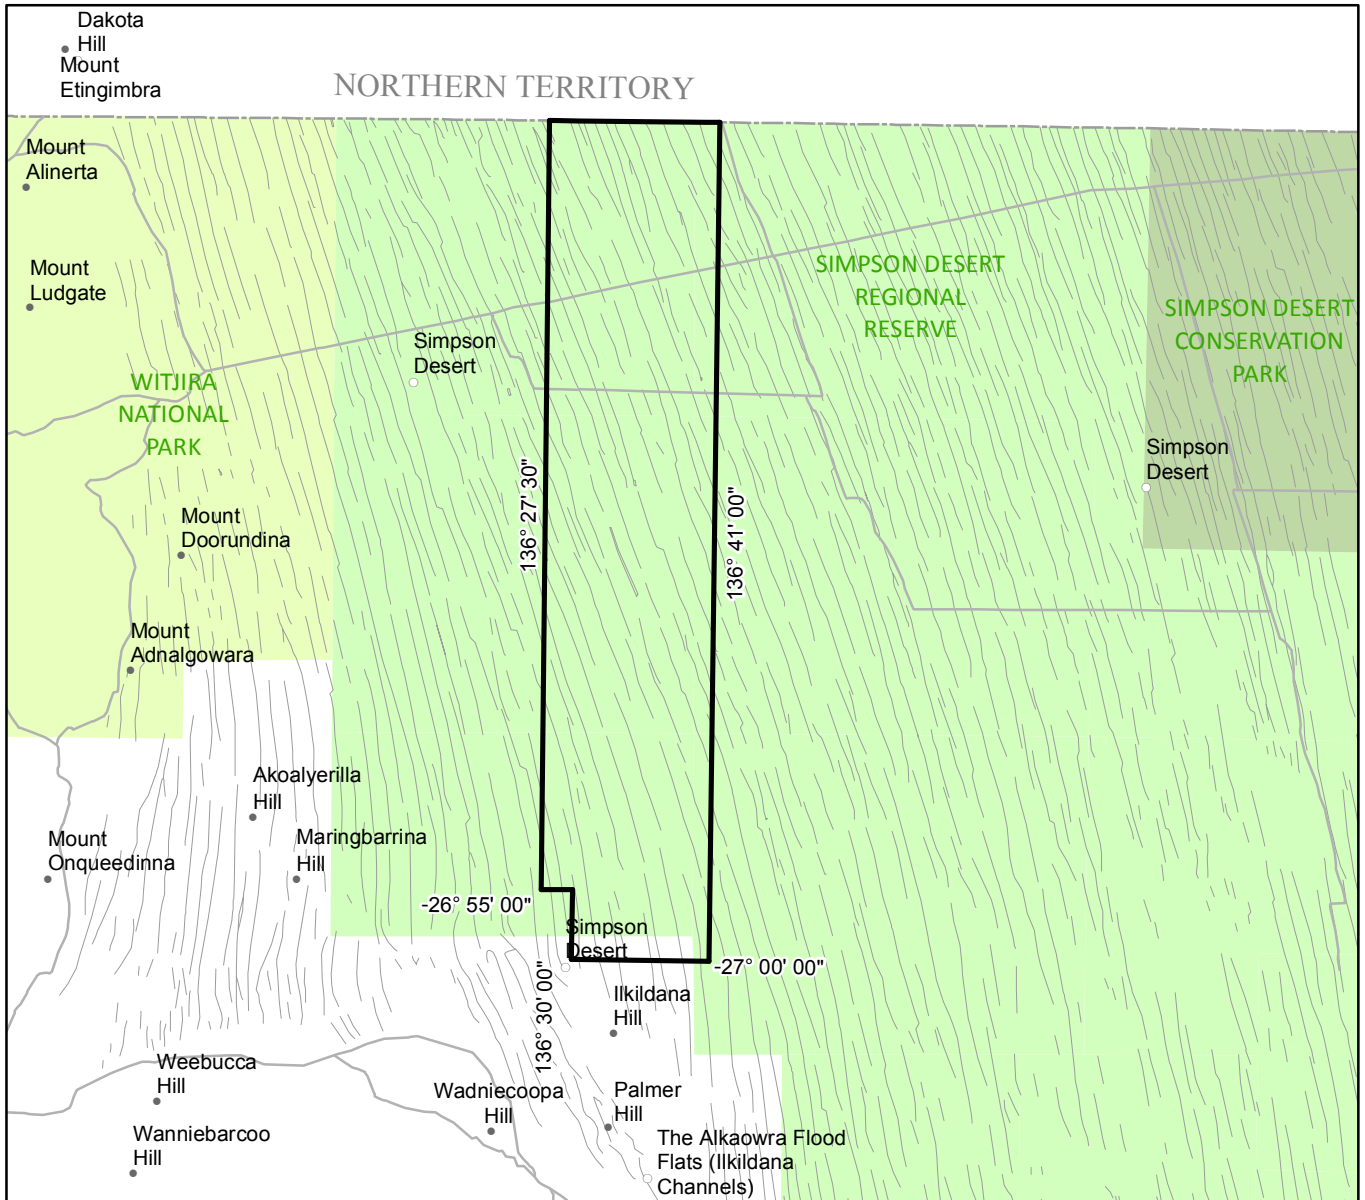 Dakota
Hill
Mount
Etingimbra
NORTHERN TERRITORY
Mount
Alinerta
Mount
Ludgate
SIMPSON DESERT
REGIONAL
RESERVE
SIMPSON DESERT
CONSERVATION
PARK
Simpson
Desert
WITJIRA
NATIONAL
PARK
Simpson
Desert
136° 27' 30"
136° 41' 00"
Mount
Doorundina
Mount
Adnalgowara
Akoalyerilla
Hill
Maringbarrina
Hill
Mount
Onqueedinna
-26° 55' 00"
Simpson
Desert
-27° 00' 00"
136° 30' 00"
Ilkildana
Hill
Weebucca
Hill
Wadniecoopa
Hill
Palmer
Hill
Wanniebarcoo
Hill
The Alkaowra Flood
Flats (Ilkildana
Channels)